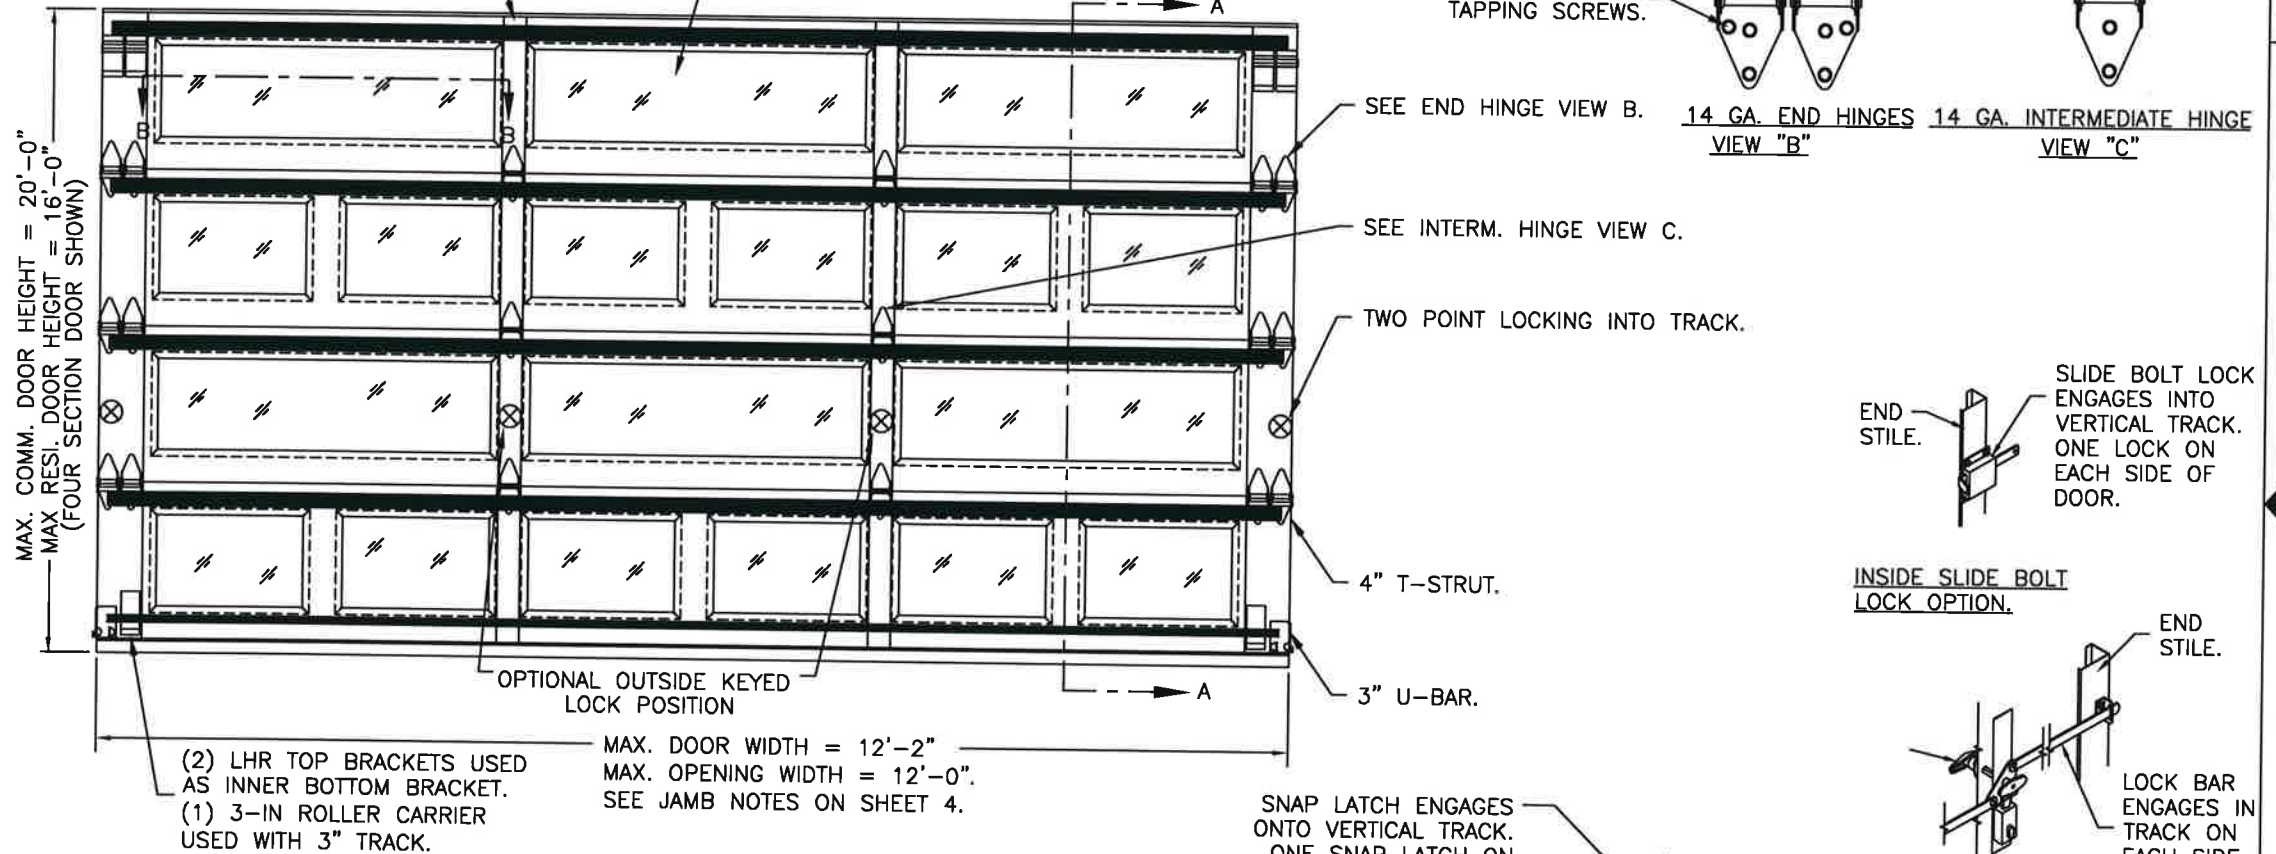 A
TAPPING SCREWS.
MAX. COMM. DOOR HEIGHT = 20'-0"
MAX RESI. DOOR HEIGHT = 16'-0"
(FOUR SECTION DOOR SHOWN)
B
B
SEE END HINGE VIEW B.
14 GA. END HINGES
VIEW "B"
14 GA. INTERMEDIATE HINGE
VIEW "C"
SEE INTERM. HINGE VIEW C.
TWO POINT LOCKING INTO TRACK.
END
STILE.
SLIDE BOLT LOCK
ENGAGES INTO
VERTICAL TRACK.
ONE LOCK ON
EACH SIDE OF
DOOR.
4" T-STRUT.
INSIDE SLIDE BOLT
LOCK OPTION.
END
STILE.
OPTIONAL OUTSIDE KEYED
LOCK POSITION
A
3" U-BAR.
(2) LHR TOP BRACKETS USED
AS INNER BOTTOM BRACKET.
(1) 3-IN ROLLER CARRIER
USED WITH 3" TRACK.
MAX. DOOR WIDTH = 12'-2"
MAX. OPENING WIDTH = 12'-0".
SEE JAMB NOTES ON SHEET 4.
SNAP LATCH ENGAGES
ONTO VERTICAL TRACK.
ONE SNAP LATCH ON
LOCK BAR
ENGAGES IN
TRACK ON
EACH SIDE